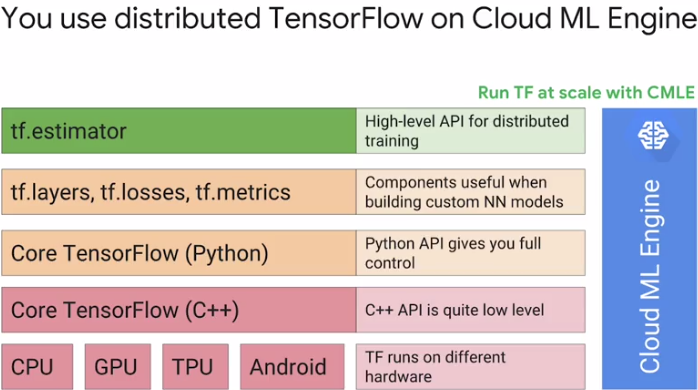 You use distributed TensorFlow on Cloud ML Engine
Run TF at scale with CMLE
tf.estimator
High-level API for distributed
training
tf.layers, tf.losses, tf.metrics
Components useful when
building custom NN models
Core TensorFlow (Python)
Python API gives you full
control
Core TensorFlow (C++)
C++ API is quite low level
CPU
GPU
TPU
Android
TF runs on different
hardware
Cloud ML Engine